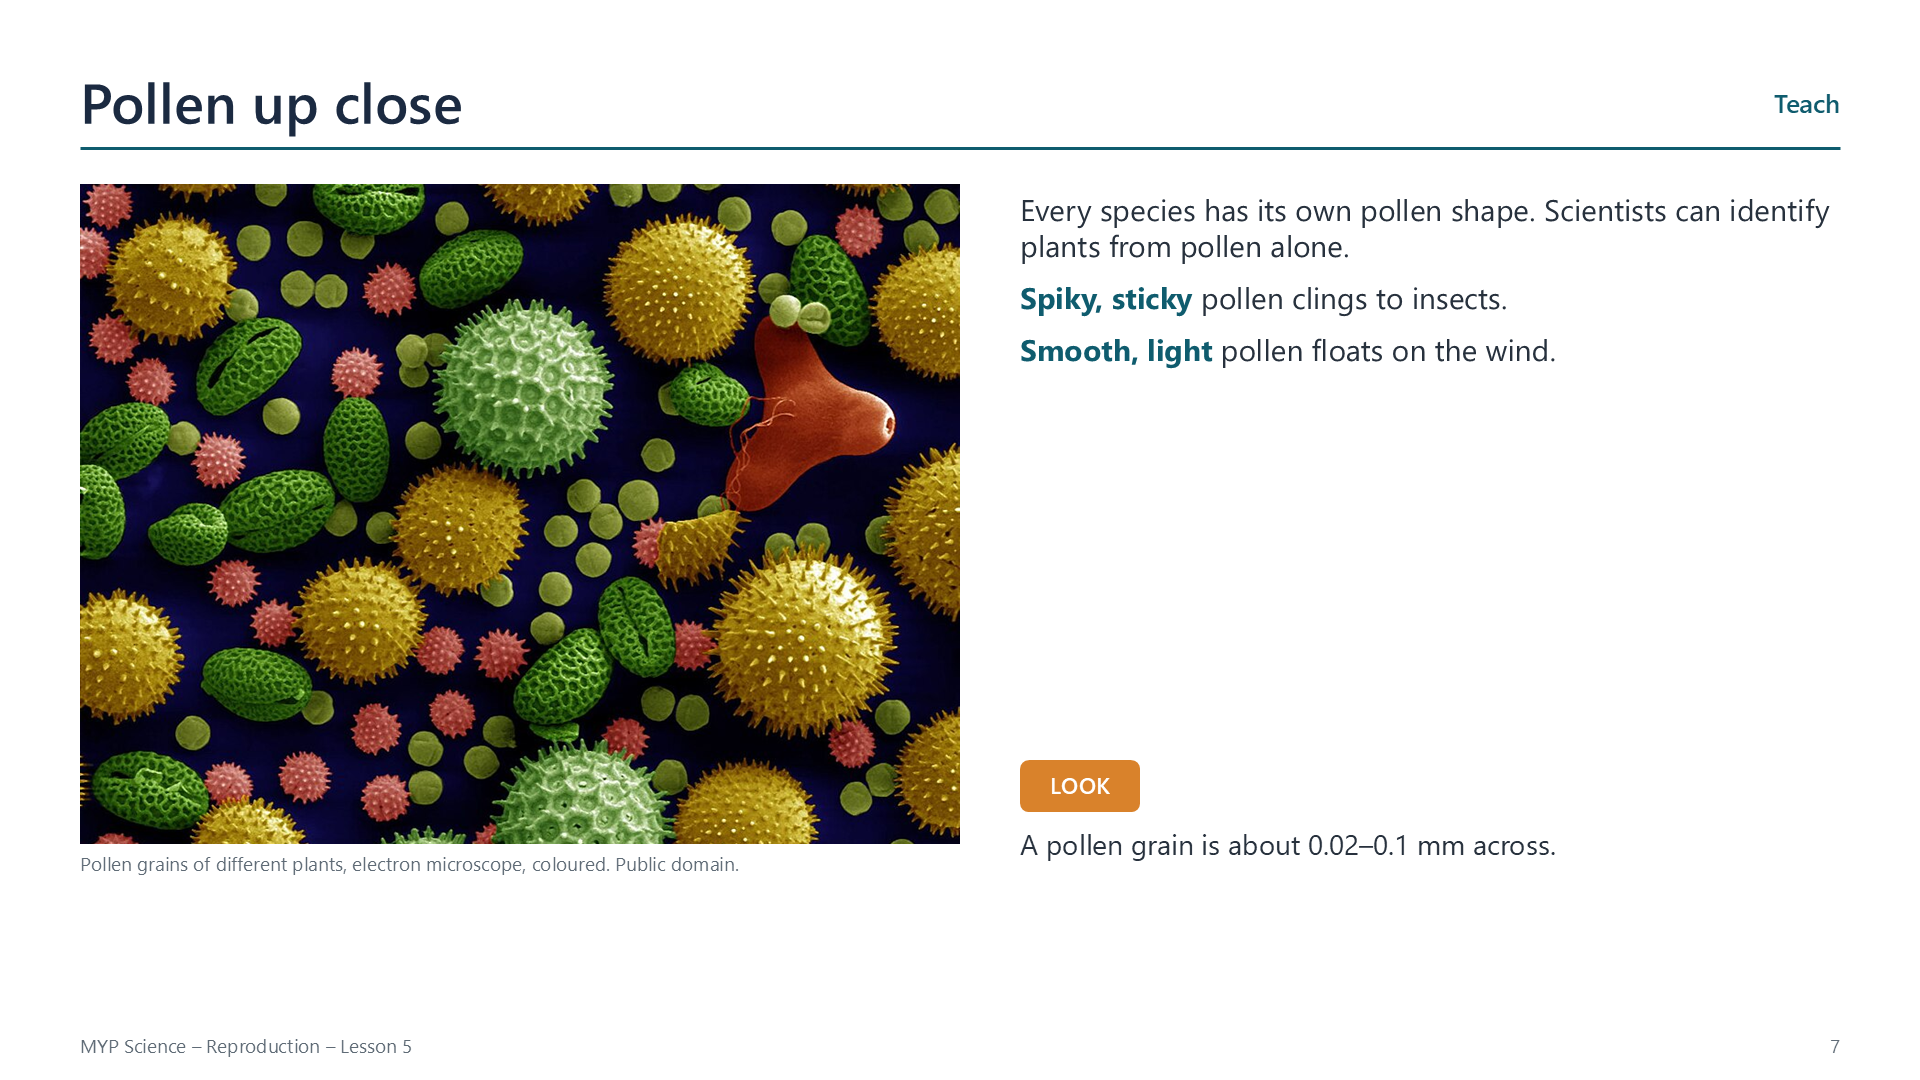 Pollen up close
Teach
Every species has its own pollen shape. Scientists can identify
plants from pollen alone.
Spiky, sticky pollen clings to insects.
Smooth, light pollen floats on the wind.
LOOK
A pollen grain is about 0.02–0.1 mm across.
Pollen grains of different plants, electron microscope, coloured. Public domain.
MYP Science – Reproduction – Lesson 5
7